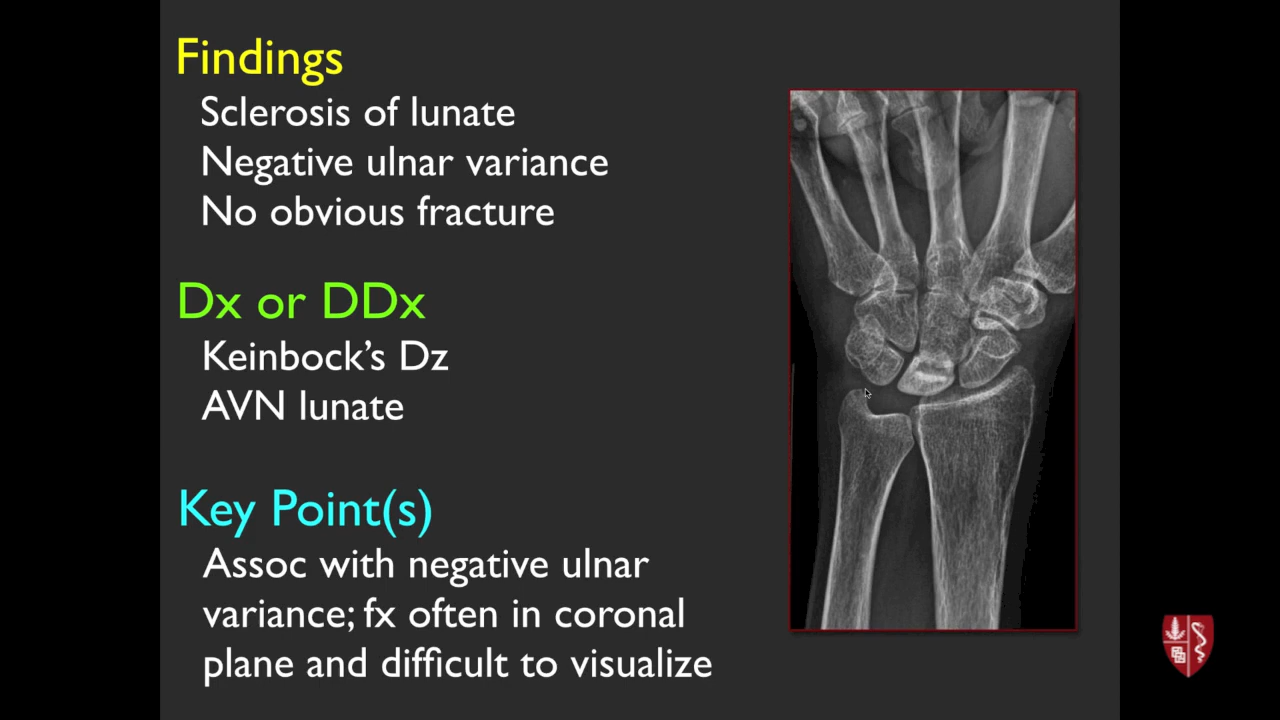 Findings
Sclerosis of lunate
Negative ulnar variance
No obvious fracture
Dx or DDx
Keinbock's Dz
AVN lunate
Key Point(s)
Assoc with negative ulnar
variance; fx often in coronal
plane and difficult to visualize